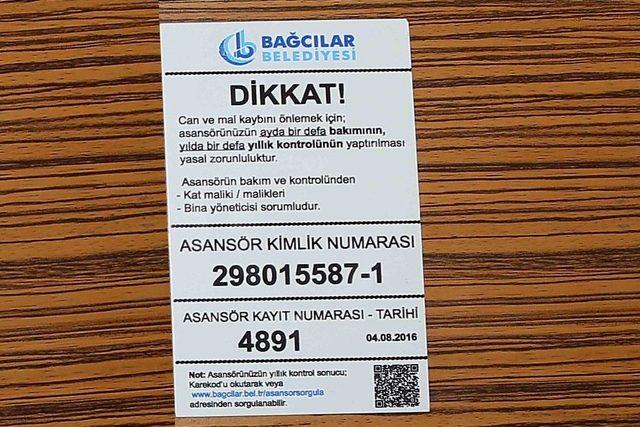 BAĞCILAR
BELEDİYESİ
DİKKAT!
Can ve mal kaybını önlemek için;
asansörünüzün ayda bir defa bakımının,
yılda bir defa yıllık kontrolünün yaptırılması
yasal zorunluluktur.
Asansörün bakım ve kontrolünden
- Kat maliki / malikleri
- Bina yöneticisi sorumludur.
ASANSÖR KİMLİK NUMARASI
298015587-1
ASANSÖR KAYIT NUMARASI - TARİHİ
4891 04.08.2016
Not: Asansörünüzün yıllık kontrol sonucu;
Karekod'u okutarak veya
www.bagcilar.bel.tr/asansorsorgula
adresinden sorgulanabilir.